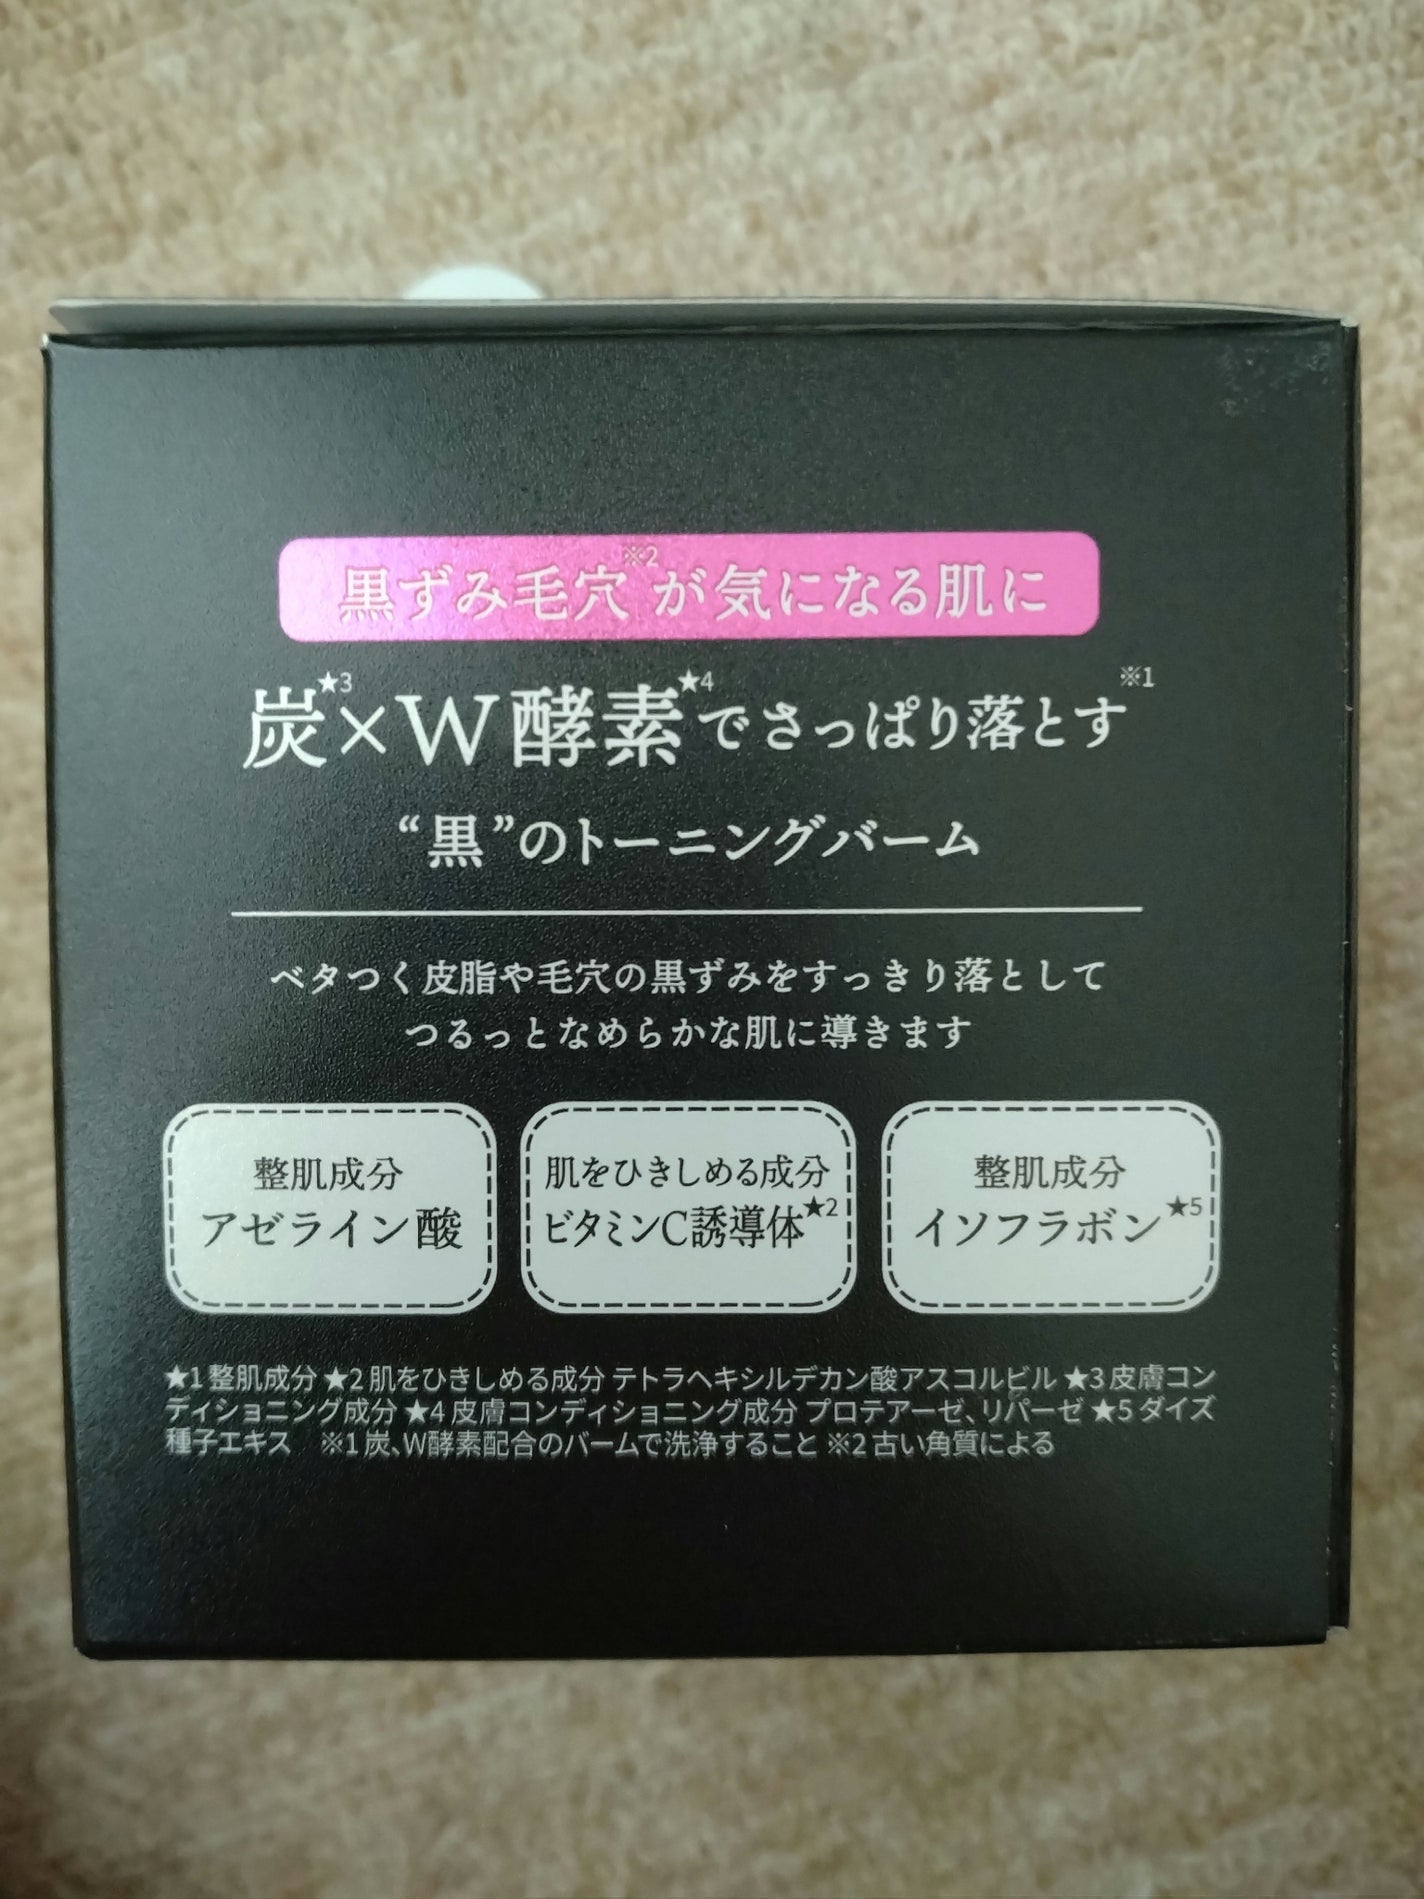 黒ずみ毛穴※2が気になる肌に
炭★3×W酵素★4でさっぱり落とす※1
“黒”のトーニングバーム
ベタつく皮脂や毛穴の黒ずみをすっきり落として
つるっとなめらかな肌に導きます
整肌成分
アゼライン酸
肌をひきしめる成分
ビタミンC誘導体★2
整肌成分
イソフラボン★5
★1 整肌成分 ★2 肌をひきしめる成分 テトラヘキシルデカン酸アスコルビル ★3 皮膚コン
ディショニング成分 ★4 皮膚コンディショニング成分 プロテアーゼ、リパーゼ ★5 ダイズ
種子エキス ※1 炭、W酵素配合のバームで洗浄すること ※2 古い角質による